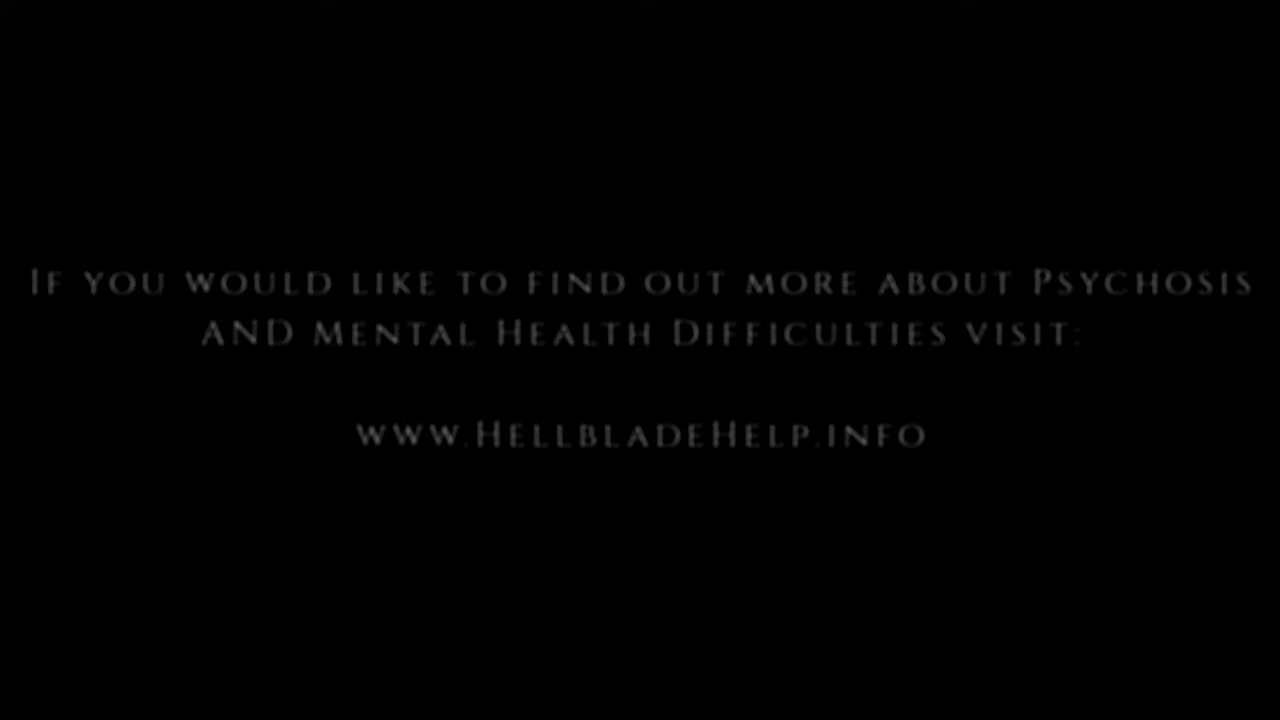 If you would like to find out more about Psychosis
and Mental Health Difficulties visit:
www.HellbladeHelp.info